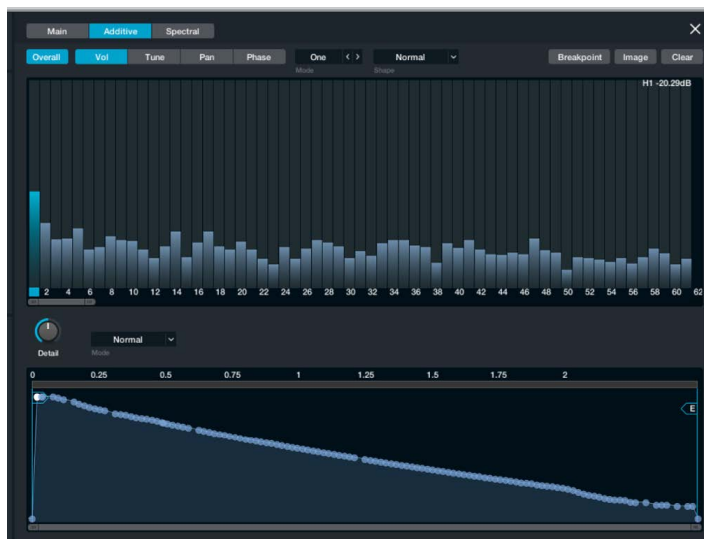 Main Additive Spectral
Overall Vol Tune Pan Phase One < > Normal Breakpoint Image Clear
Mode Shape
H1 -20.29dB
2 4 6 8 10 12 14 16 18 20 22 24 26 28 30 32 34 36 38 40 42 44 46 48 50 52 54 56 58 60 62
Normal
Detail Mode
0 0.25 0.5 0.75 1 1.25 1.5 1.75 2
E